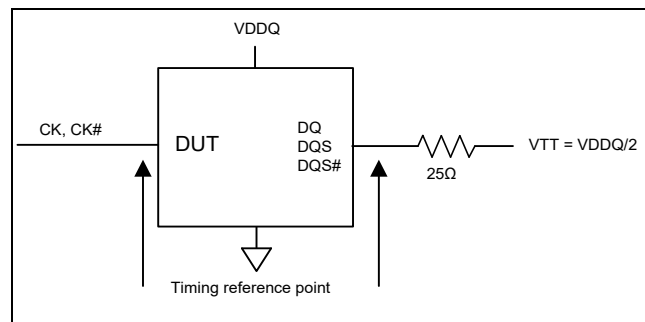 VDDQ
CK, CK#
DUT
DQ
DQS
DQS#
VTT = VDDQ/2
25Ω
Timing reference point